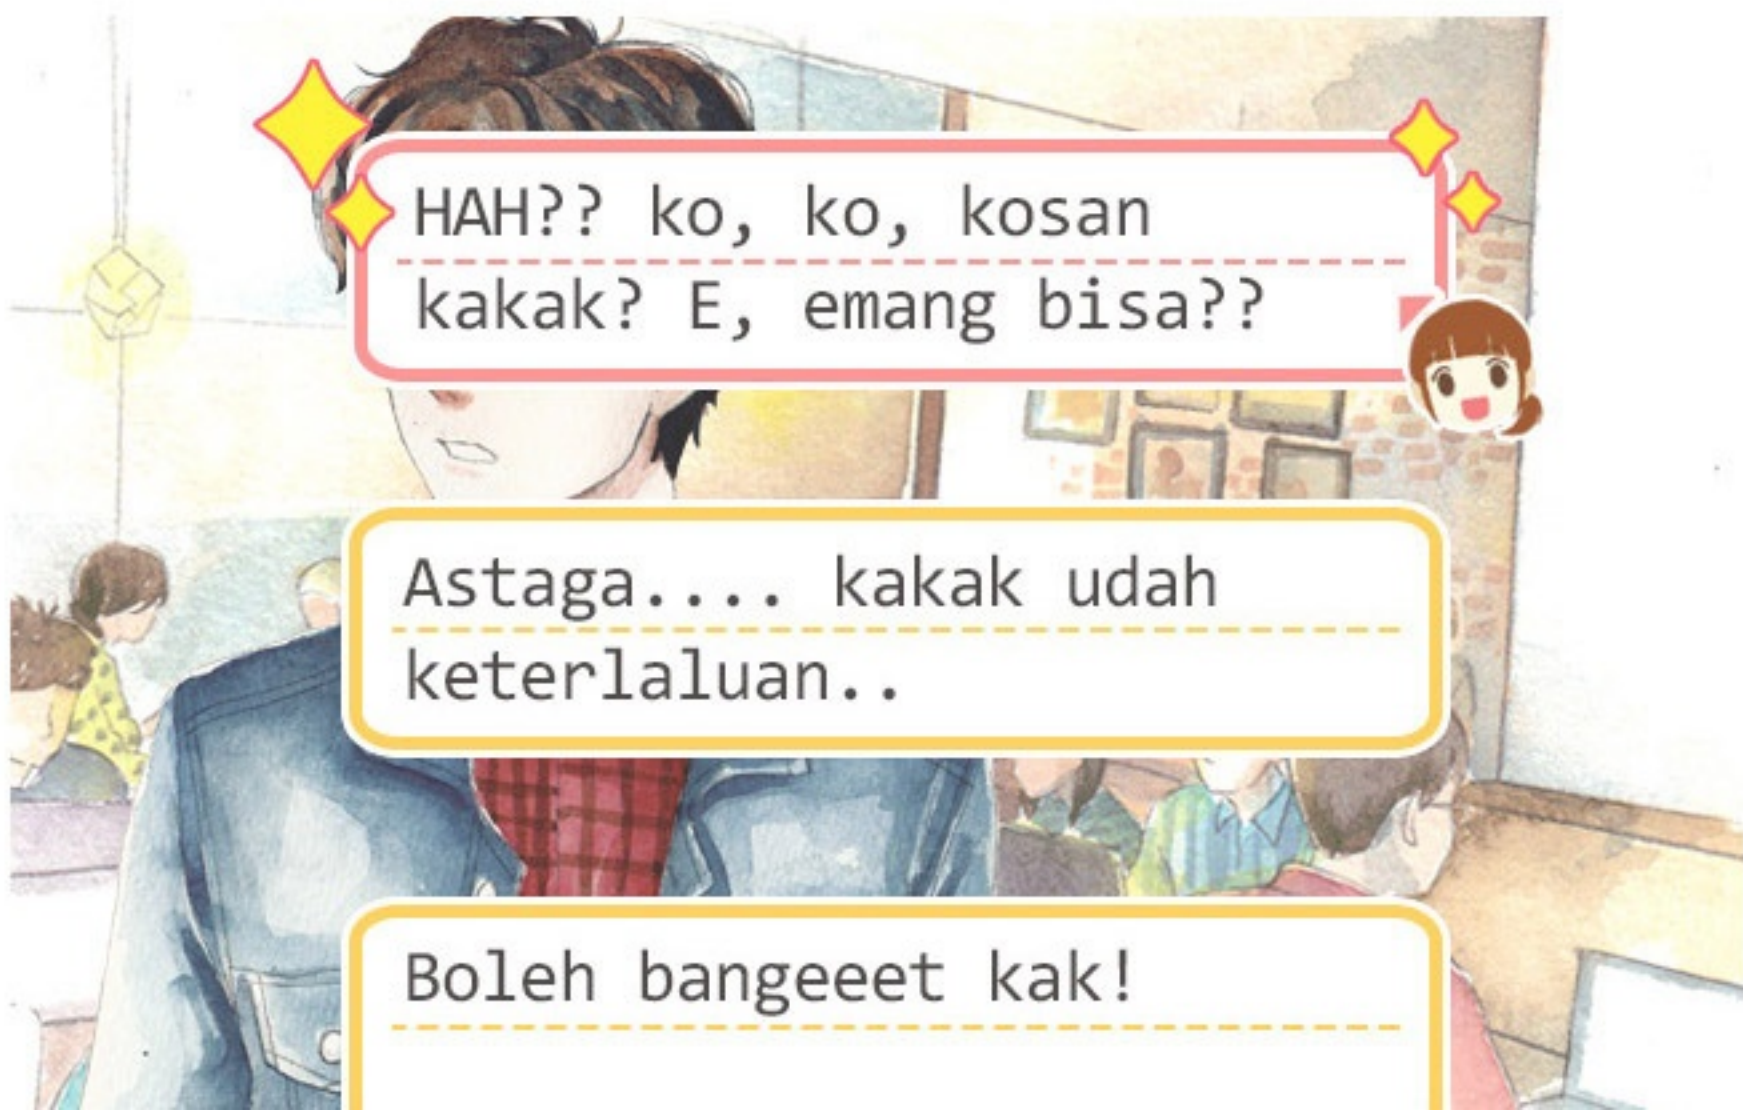 HAH?? ko, ko, kosan
kakak? E, emang bisa??
Astaga.... kakak udah
keterlaluan..
Boleh bangeeet kak!